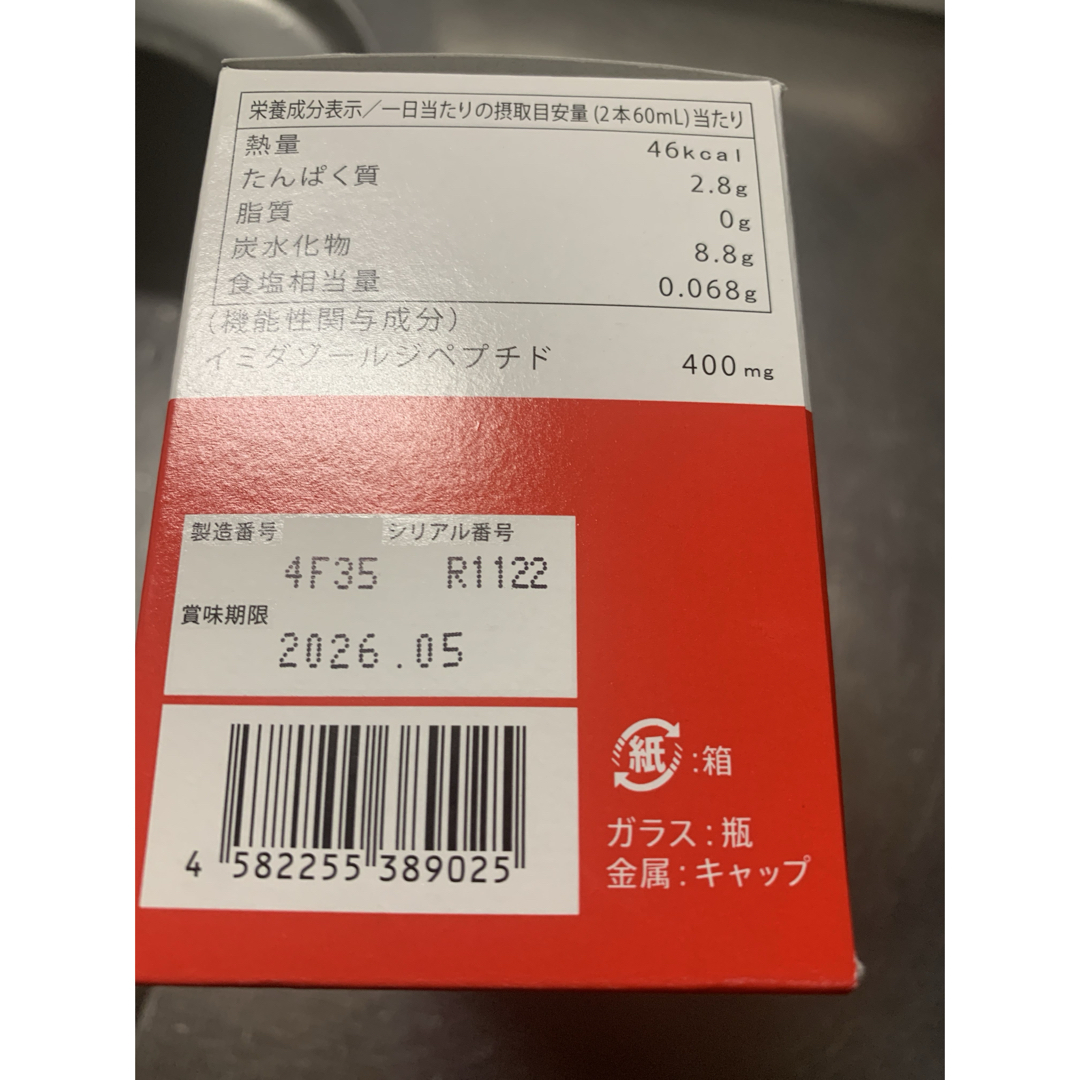 栄養成分表示／一日当たりの摂取目安量(2本60mL)当たり
熱量 46kcal
たんぱく質 2.8g
脂質 0g
炭水化物 8.8g
食塩相当量 0.068g
(機能性関与成分)
イミダゾールジペプチド 400mg
製造番号 シリアル番号
4F35 R1122
賞味期限
2026.05
4 582255 389025
紙:箱
ガラス:瓶
金属:キャップ